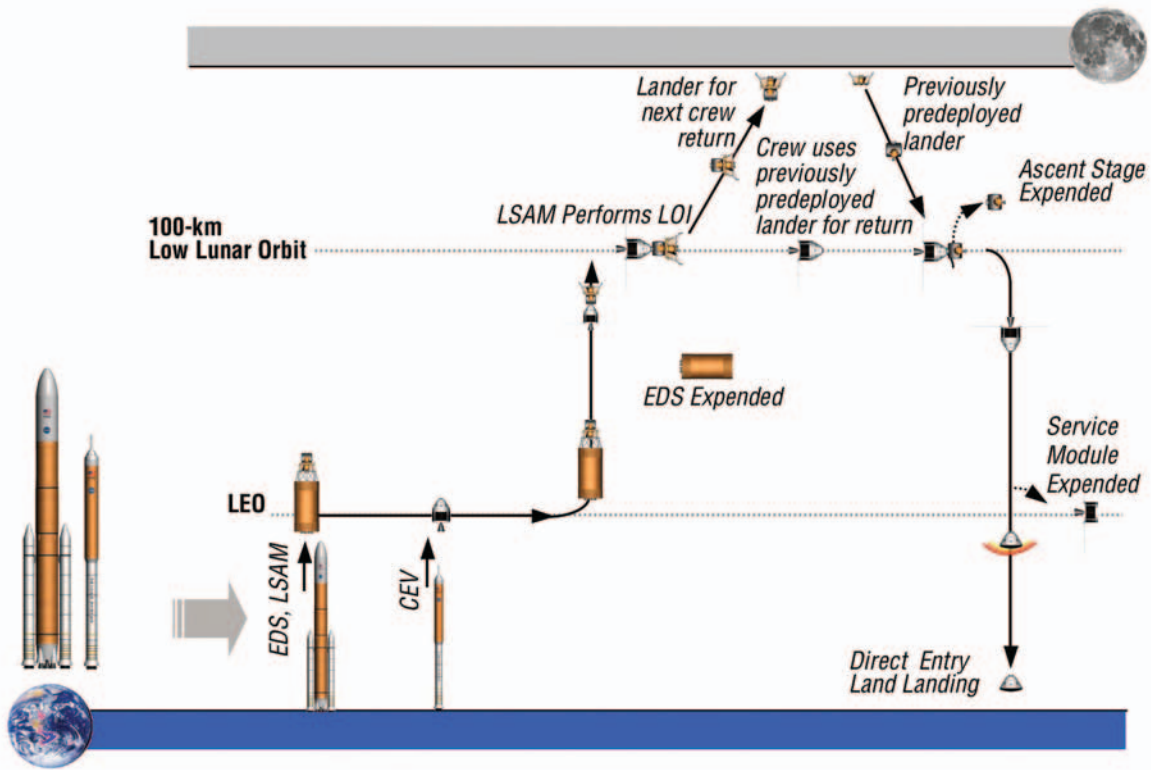 Lander for
next crew
return
Previously
predeployed
lander
Crew uses
previously
predeployed
lander for return
Ascent Stage
Expended
LSAM Performs LOI
100-km
Low Lunar Orbit
EDS Expended
Service
Module
Expended
LEO
EDS, LSAM
CEV
Direct Entry
Land Landing